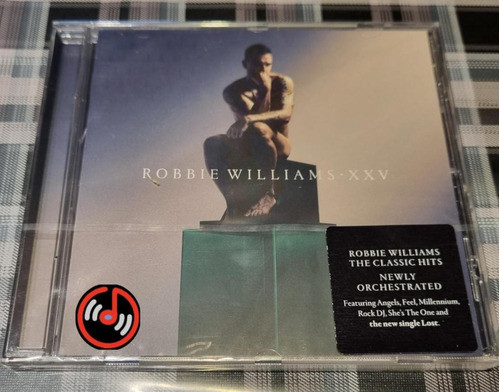 ROBBIE WILLIAMS · XXV
ROBBIE WILLIAMS
THE CLASSIC HITS
NEWLY
ORCHESTRATED
Featuring Angels, Feel, Millennium,
Rock DJ, She's The One and
the new single Lost.